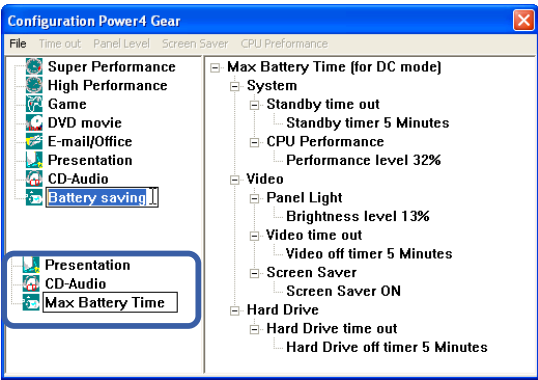 Configuration Power4 Gear
File Time out Panel Level Screen Saver CPU Preformance
Super Performance
High Performance
Game
DVD movie
E-mail/Office
Presentation
CD-Audio
Battery saving
Presentation
CD-Audio
Max Battery Time
Max Battery Time (for DC mode)
System
Standby time out
Standby timer 5 Minutes
CPU Performance
Performance level 32%
Video
Panel Light
Brightness level 13%
Video time out
Video off timer 5 Minutes
Screen Saver
Screen Saver ON
Hard Drive
Hard Drive time out
Hard Drive off timer 5 Minutes